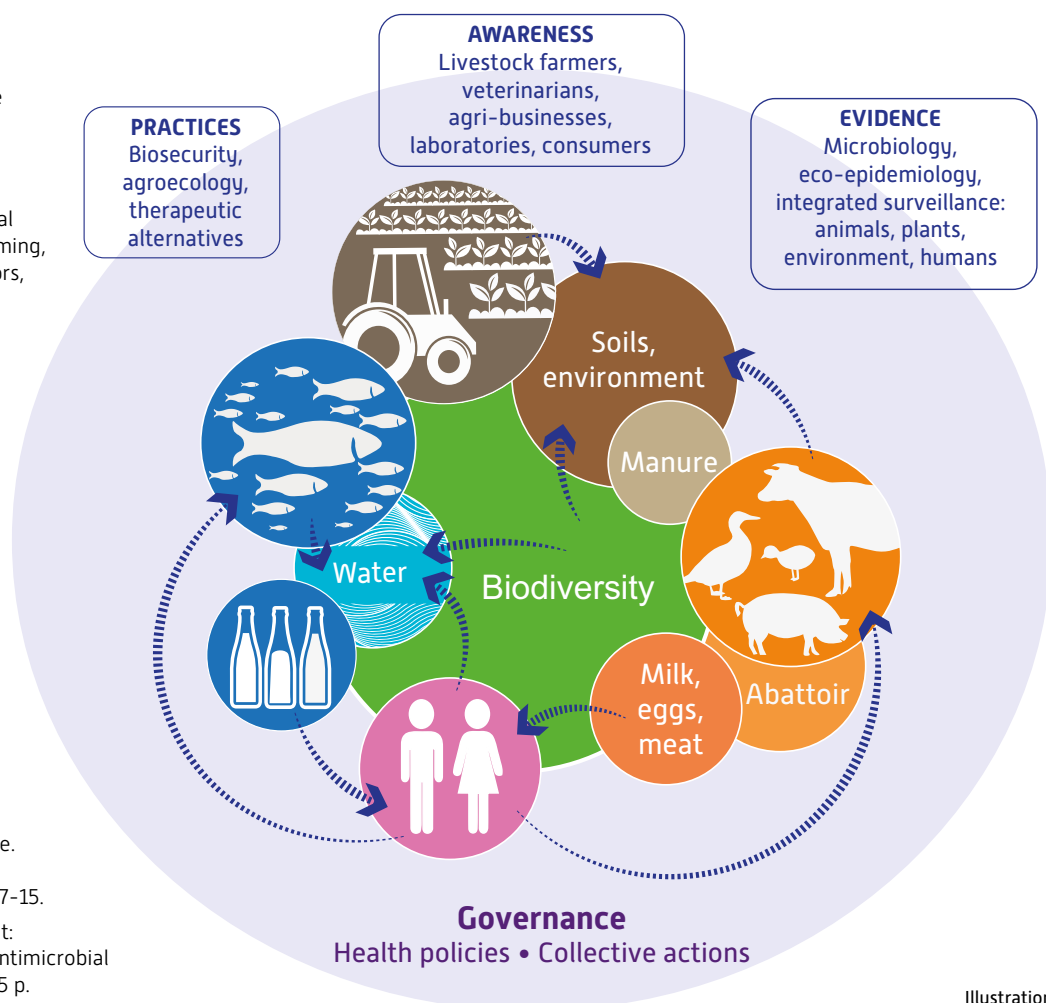 AWARENESS
Livestock farmers,
veterinarians,
agri-businesses,
laboratories, consumers
e
PRACTICES
Biosecurity,
agroecology,
therapeutic
alternatives
EVIDENCE
Microbiology,
eco-epidemiology,
integrated surveillance:
animals, plants,
environment, humans
al
ming,
ors,
Soils,
environment
Manure
Water
Biodiversity
Milk,
eggs,
meat
Abattoir
e.
7-15.
t:
ntimicrobial
5 p.
Governance
Health policies • Collective actions
Illustration